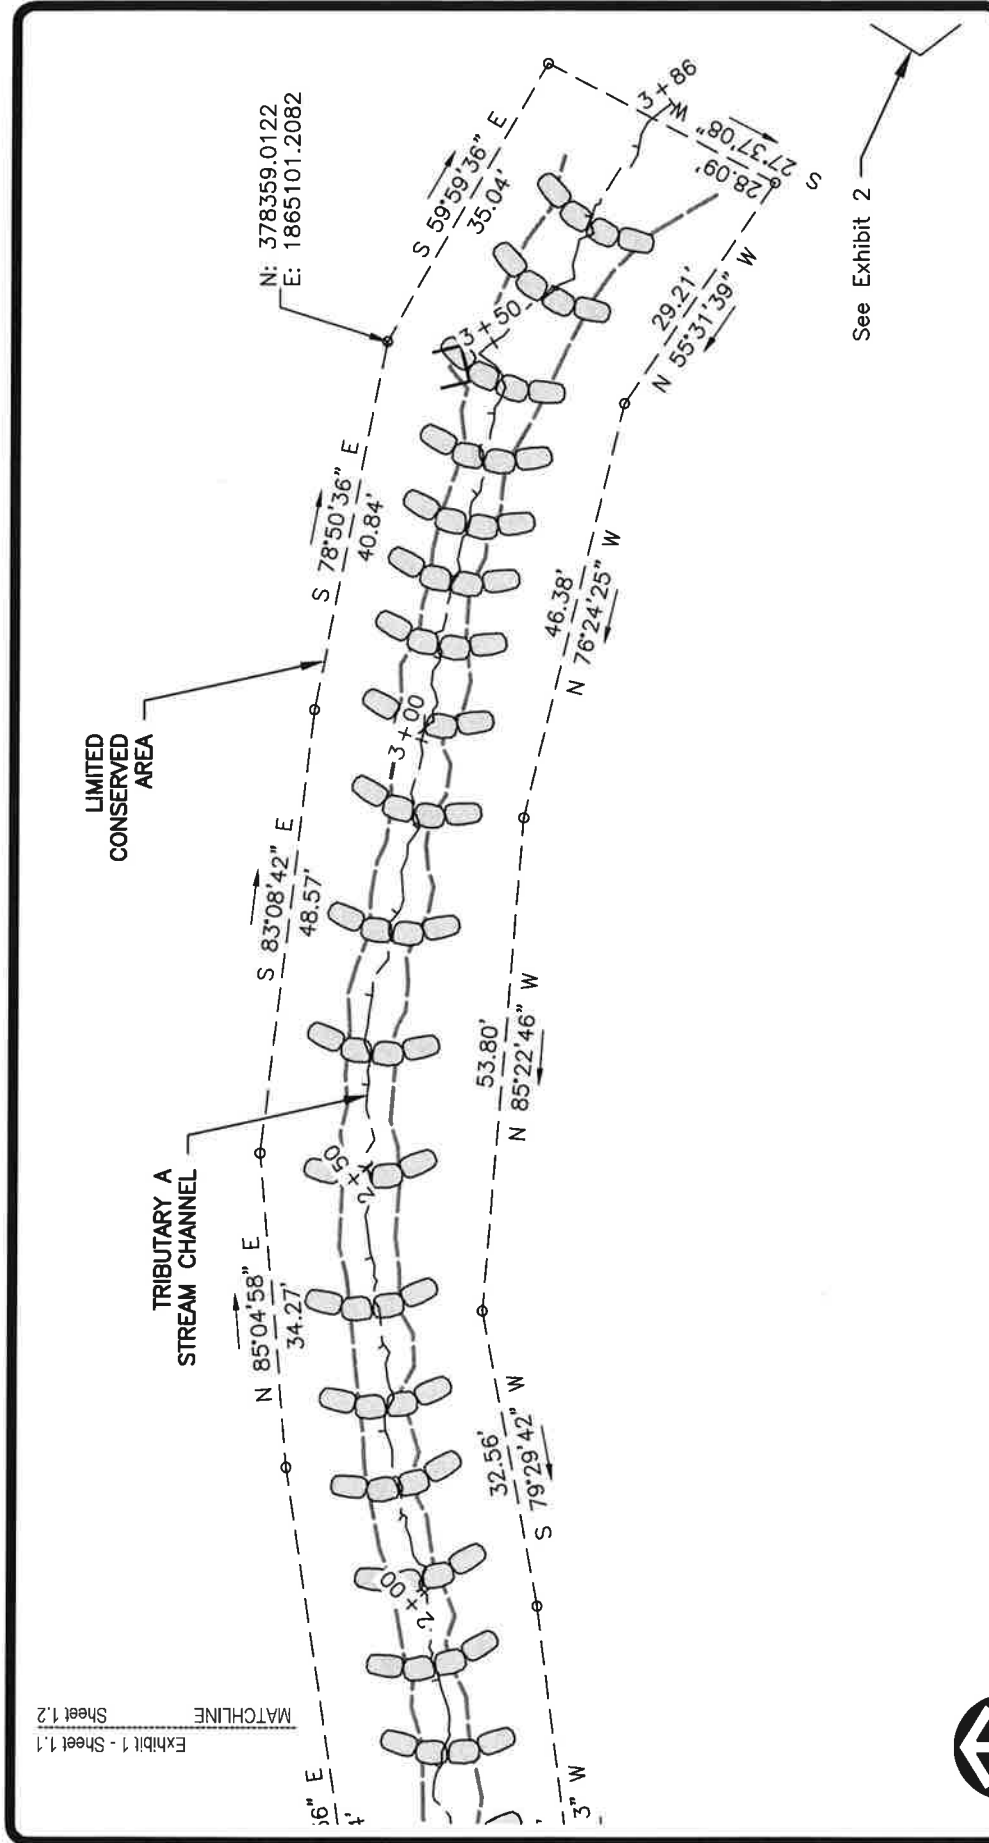 N: 378359.0122
E: 1865101.2082
S 59°59'36" E
35.04'
3+86
S 27°37'08" W
28.09'
See Exhibit 2
29.21'
N 55°31'39" W
3+50
S 78°50'36" E
40.84'
LIMITED
CONSERVED
AREA
46.38'
N 76°24'25" W
3+00
S 83°08'42" E
48.57'
53.80'
N 85°22'46" W
TRIBUTARY A
STREAM CHANNEL
2+50
N 85°04'58" E
34.27'
32.56'
S 79°29'42" W
2+00
Exhibit 1 - Sheet 1.1
MATCHLINE Sheet 1.2
6" E
4'
3" W